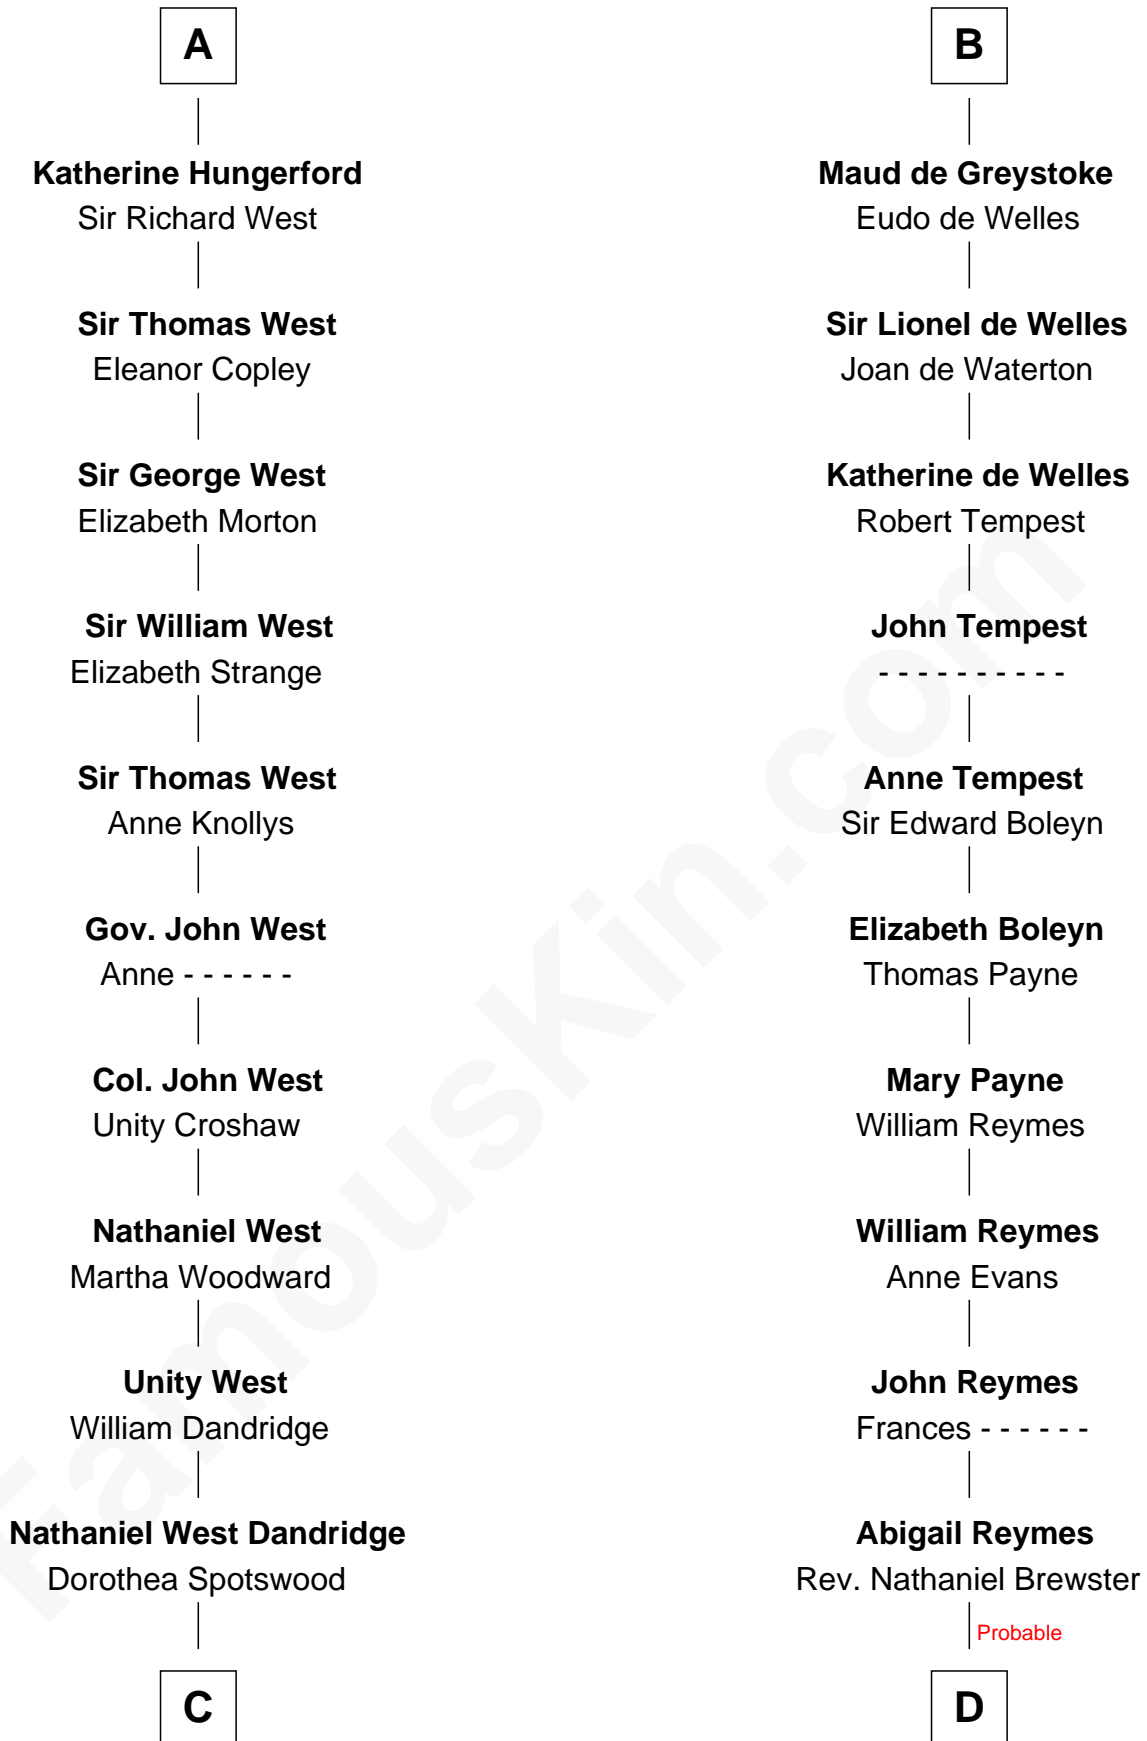 A
Katherine Hungerford
Sir Richard West
Sir Thomas West
Eleanor Copley
Sir George West
Elizabeth Morton
Sir William West
Elizabeth Strange
Sir Thomas West
Anne Knollys
Gov. John West
Anne - - - - - -
Col. John West
Unity Croshaw
Nathaniel West
Martha Woodward
Unity West
William Dandridge
Nathaniel West Dandridge
Dorothea Spotswood
C
B
Maud de Greystoke
Eudo de Welles
Sir Lionel de Welles
Joan de Waterton
Katherine de Welles
Robert Tempest
John Tempest
- - - - - - - - - -
Anne Tempest
Sir Edward Boleyn
Elizabeth Boleyn
Thomas Payne
Mary Payne
William Reymes
William Reymes
Anne Evans
John Reymes
Frances - - - - - -
Abigail Reymes
Rev. Nathaniel Brewster
Probable
D
FamousKin.com